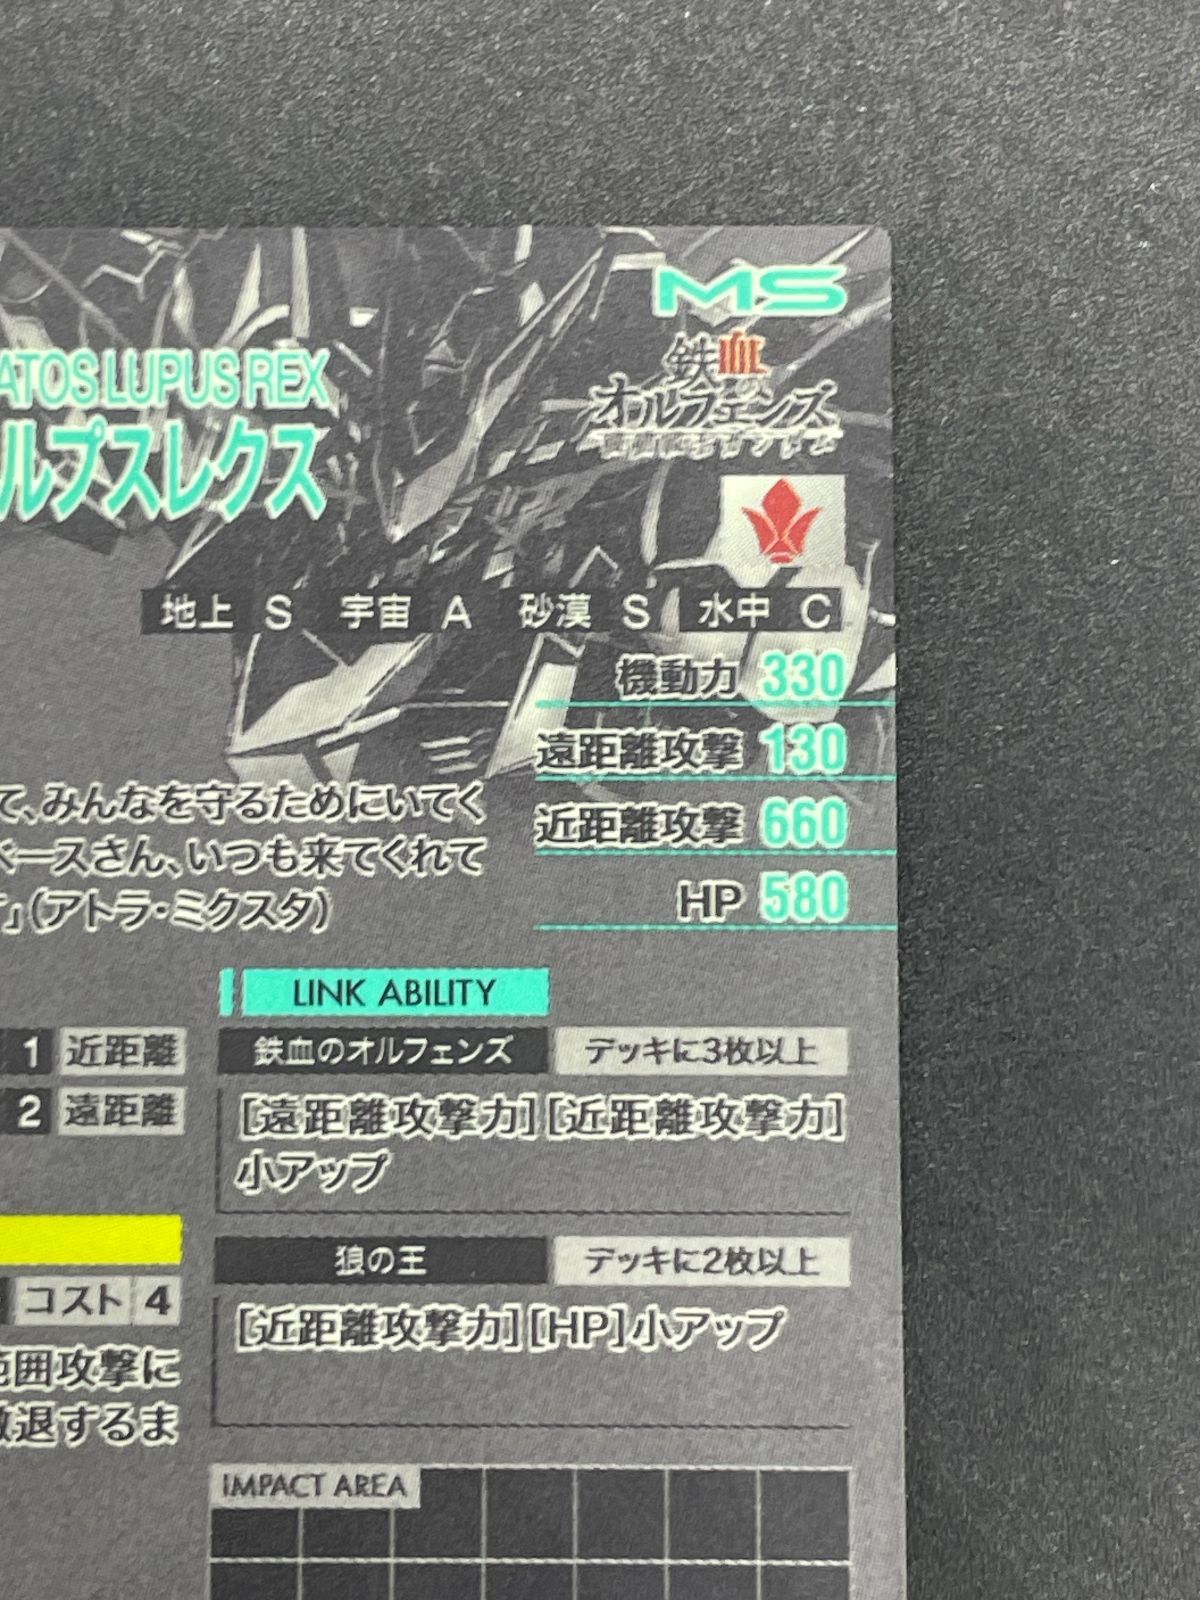 MS
鉄血の
オルフェンズ
機動戦士ガンダム
ATOS LUPUS REX
ルプスレクス
地上 S 宇宙 A 砂漠 S 水中 C
機動力 330
遠距離攻撃 130
近距離攻撃 660
HP 580
て、みんなを守るためにいてく
ベースさん、いつも来てくれて
」(アトラ・ミクスタ)
1 近距離
2 遠距離
コスト 4
範囲攻撃に
撤退するま
LINK ABILITY
鉄血のオルフェンズ デッキに3枚以上
[遠距離攻撃力][近距離攻撃力]
小アップ
狼の王 デッキに2枚以上
[近距離攻撃力][HP]小アップ
IMPACT AREA